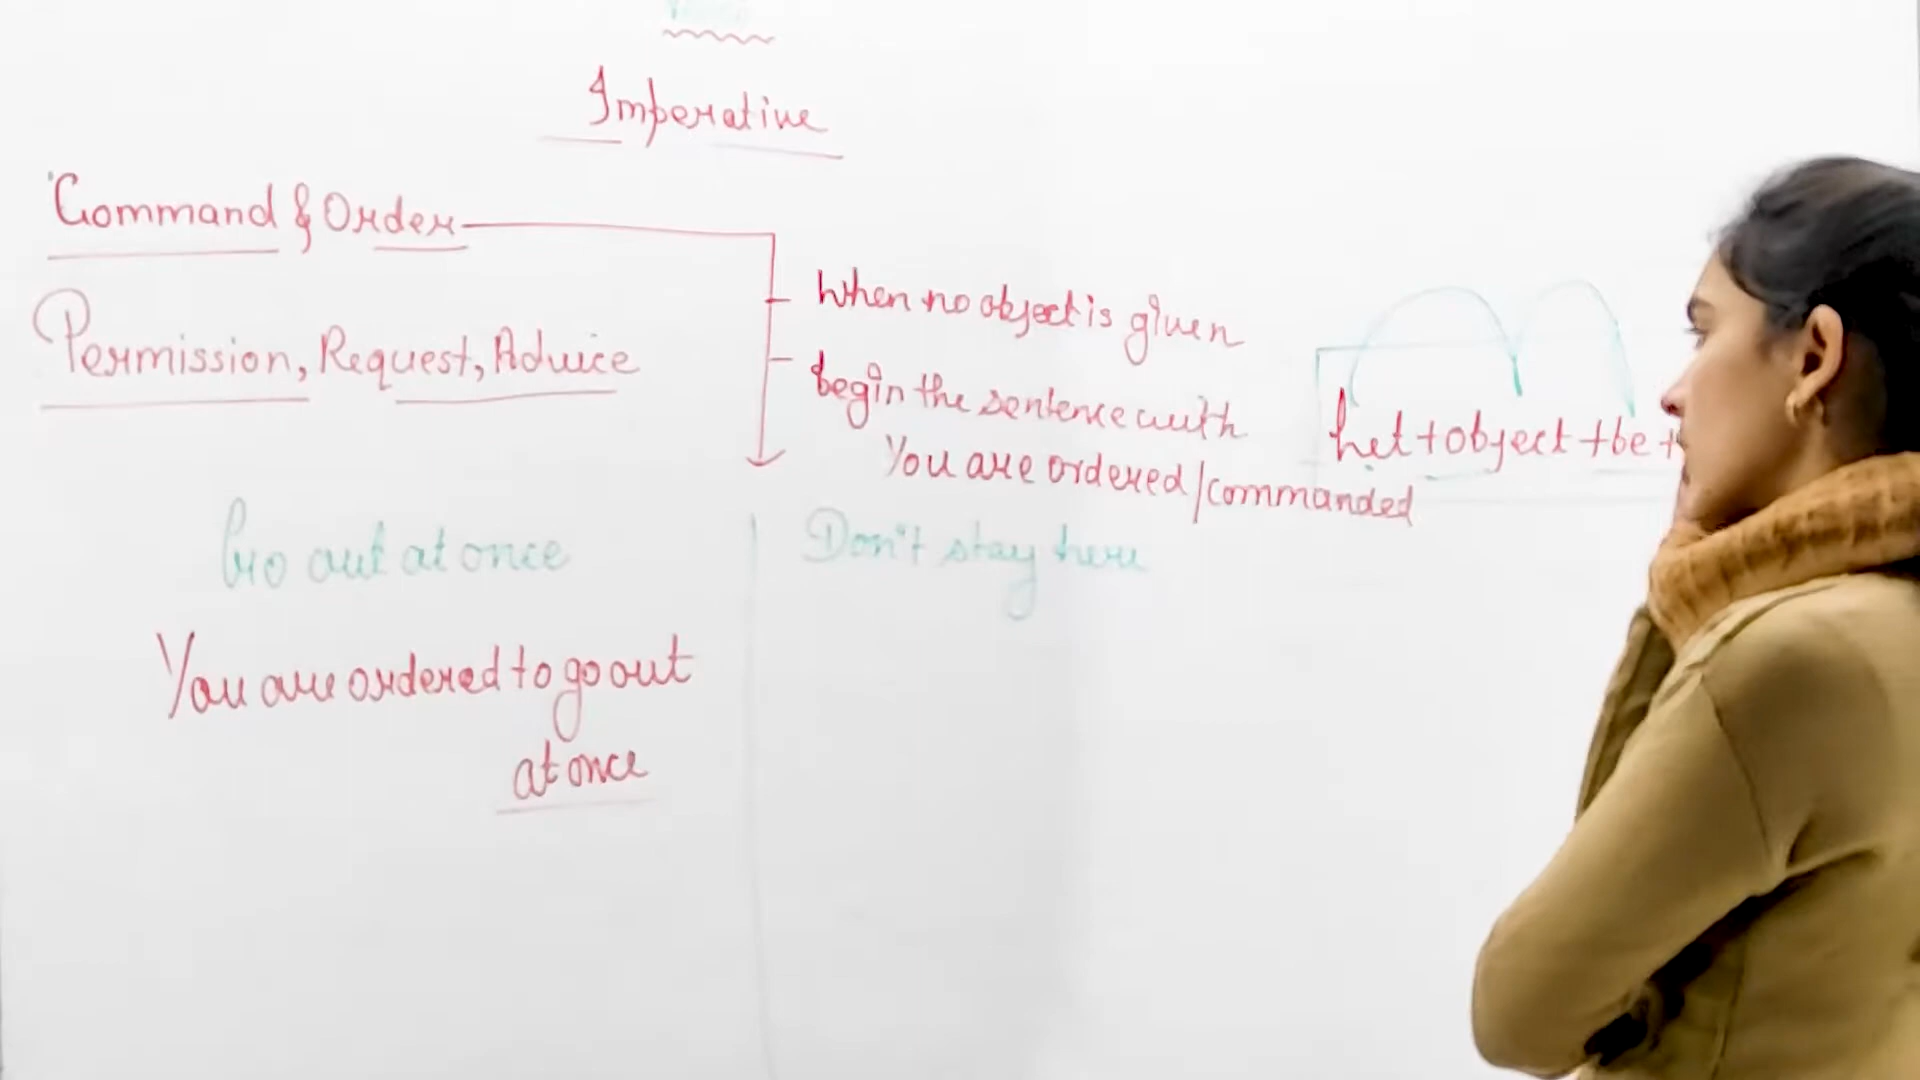 Imperative
Command & Order
Permission, Request, Advice
When no object is given
begin the sentence with
You are ordered/commanded
Let + object + be +
Go out at once
Don't stay here
You are ordered to go out
at once